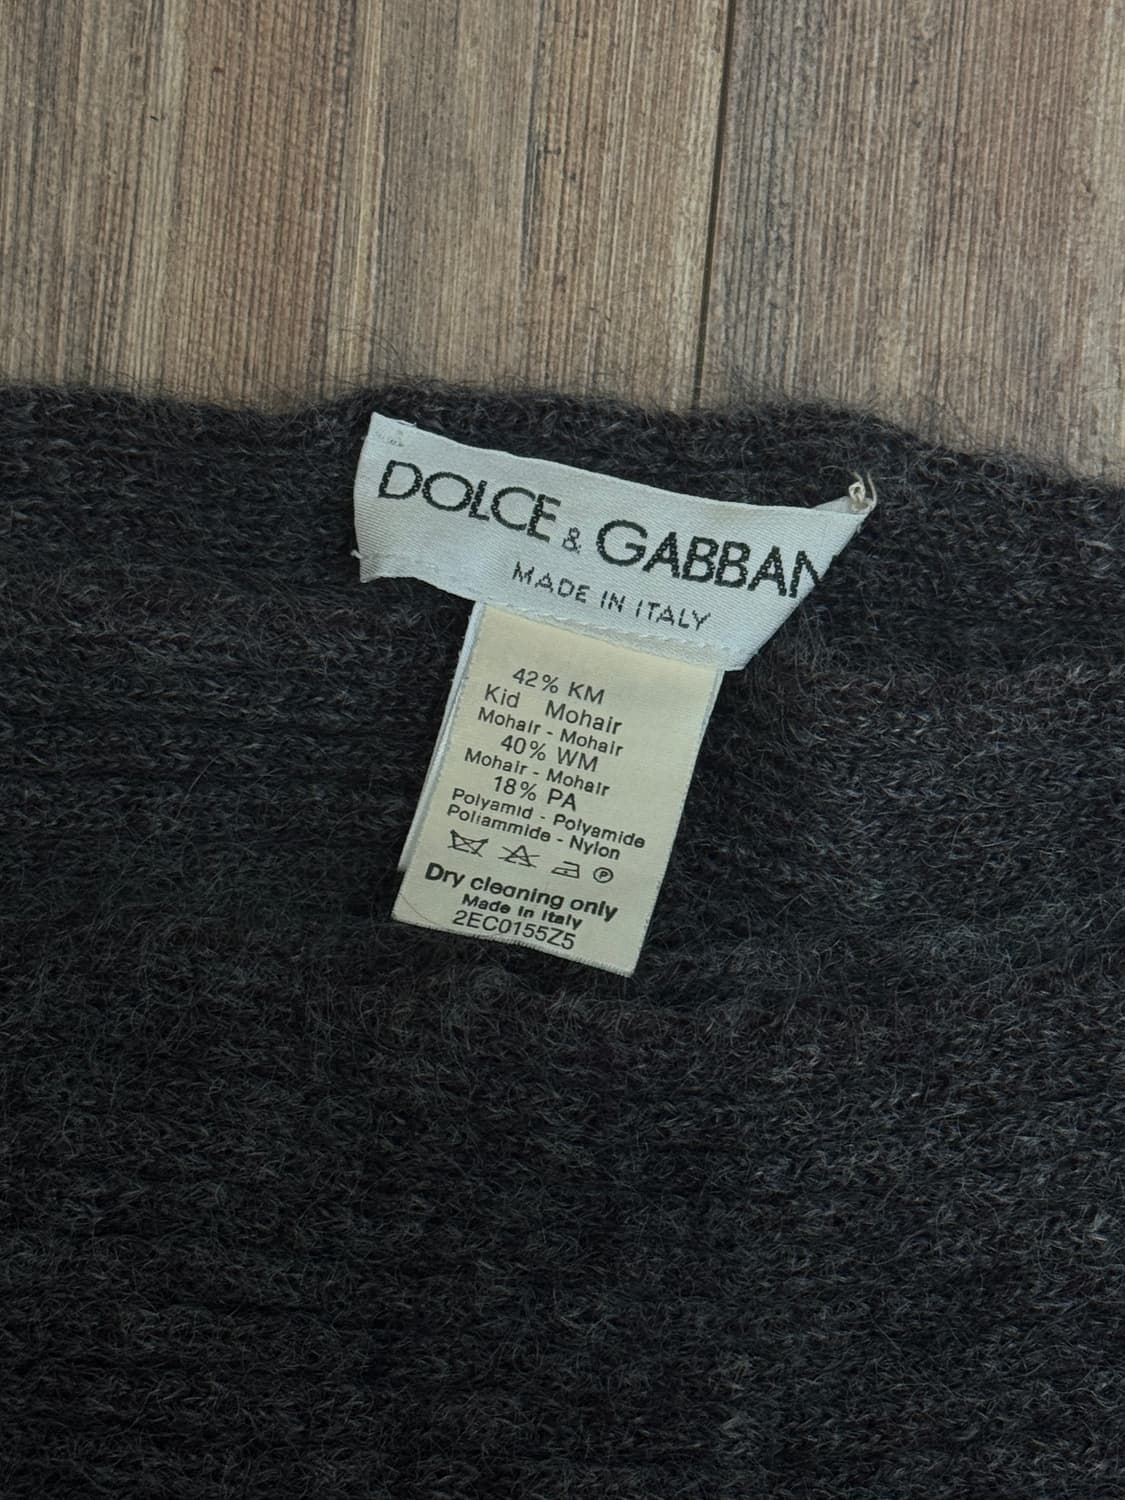 DOLCE & GABBAN
MADE IN ITALY
42% KM
Kid Mohair
Mohair - Mohair
40% WM
Mohair - Mohair
18% PA
Polyamid - Polyamide
Poliammide - Nylon
P
Dry cleaning only
Made in Italy
2EC0155Z5